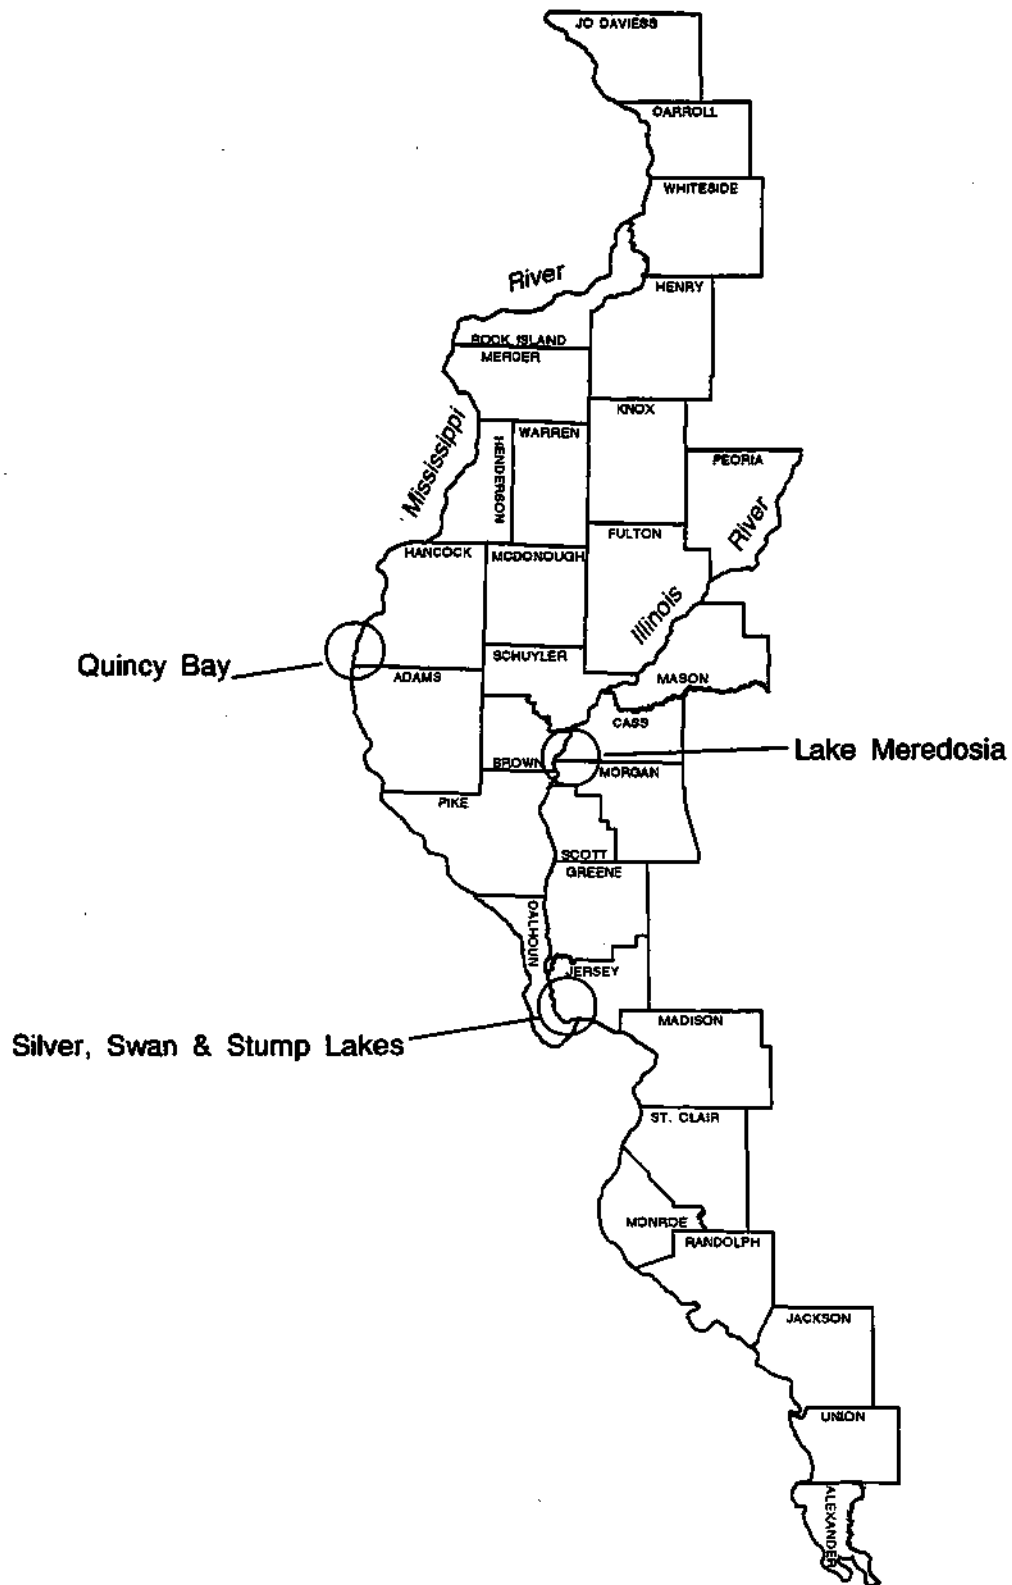 JO DAVIESS
CARROLL
WHITESIDE
River
HENRY
ROCK ISLAND
MERCER
KNOX
Mississippi
WARREN
HENDERSON
PEORIA
River
FULTON
HANCOCK
MCDONOUGH
Illinois
Quincy Bay
SCHUYLER
ADAMS
MASON
CASS
Lake Meredosia
BROWN
MORGAN
PIKE
SCOTT
GREENE
CALHOUN
JERSEY
MADISON
Silver, Swan & Stump Lakes
ST. CLAIR
MONROE
RANDOLPH
JACKSON
UNION
ALEXANDER